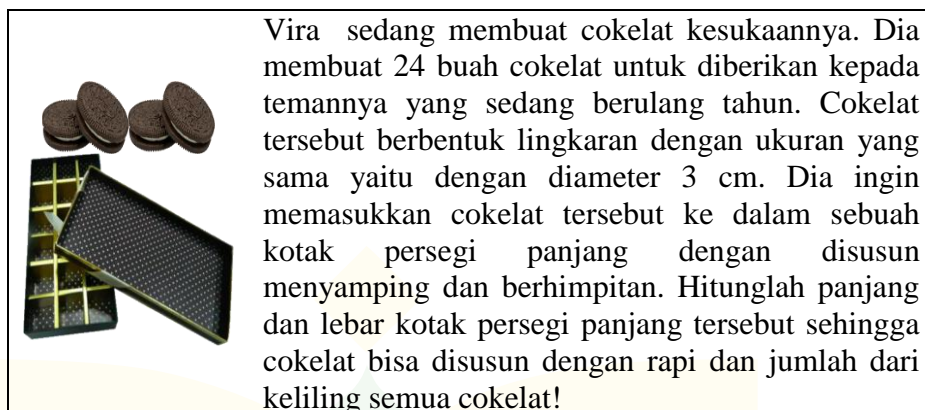 Vira sedang membuat cokelat kesukaannya. Dia
membuat 24 buah cokelat untuk diberikan kepada
temannya yang sedang berulang tahun. Cokelat
tersebut berbentuk lingkaran dengan ukuran yang
sama yaitu dengan diameter 3 cm. Dia ingin
memasukkan cokelat tersebut ke dalam sebuah
kotak persegi panjang dengan disusun
menyamping dan berhimpitan. Hitunglah panjang
dan lebar kotak persegi panjang tersebut sehingga
cokelat bisa disusun dengan rapi dan jumlah dari
keliling semua cokelat!